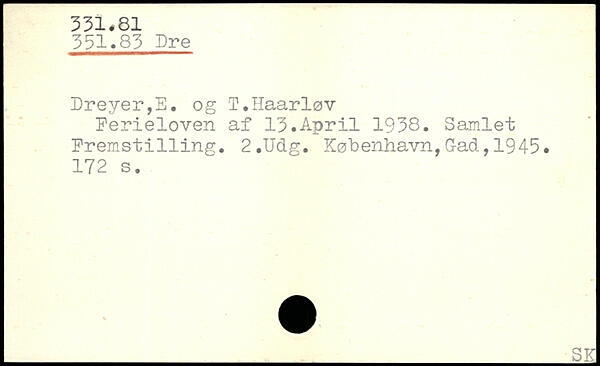 331.81
351.83 Dre
Dreyer,E. og T.Haarløv
Ferieloven af 13.April 1938. Samlet
Fremstilling. 2.Udg. København,Gad,1945.
172 s.
SK